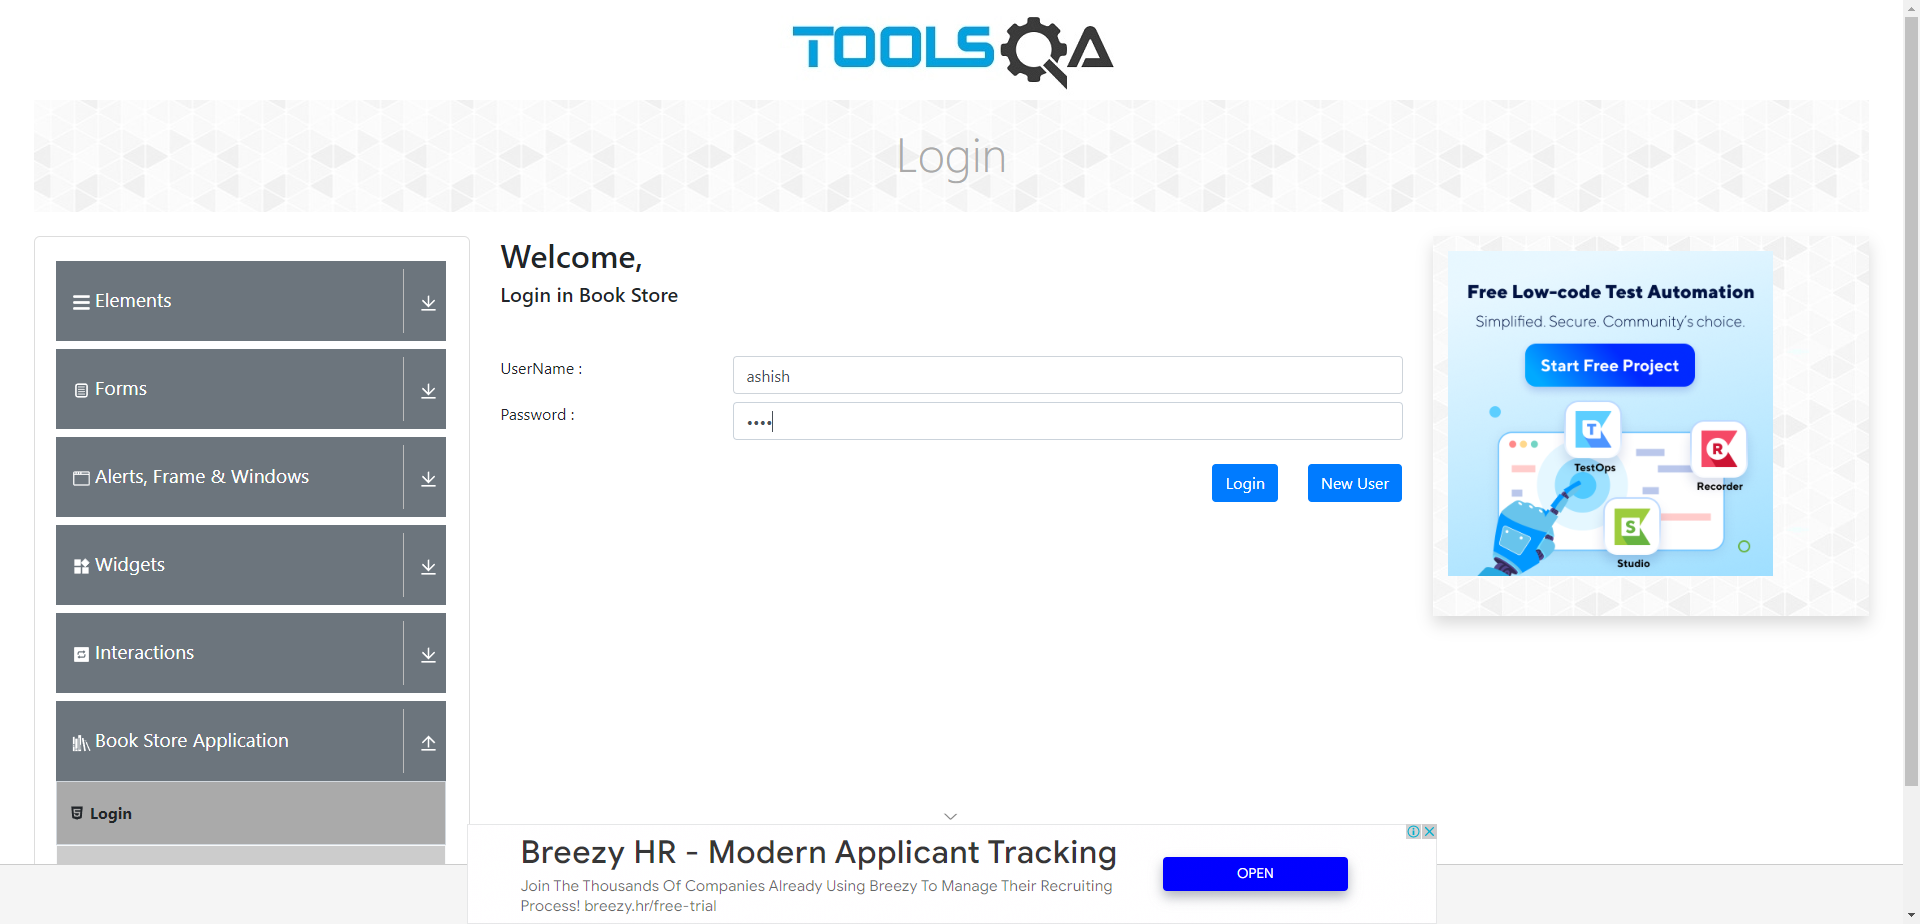 TOOLSQA
Login
Elements
Forms
Alerts, Frame & Windows
Widgets
Interactions
Book Store Application
Login
Welcome,
Login in Book Store
UserName :
ashish
Password :
••••
Login
New User
Free Low-code Test Automation
Simplified. Secure. Community's choice.
Start Free Project
T
TestOps
R
Recorder
S
Studio
Breezy HR - Modern Applicant Tracking
Join The Thousands Of Companies Already Using Breezy To Manage Their Recruiting
Process! breezy.hr/free-trial
OPEN